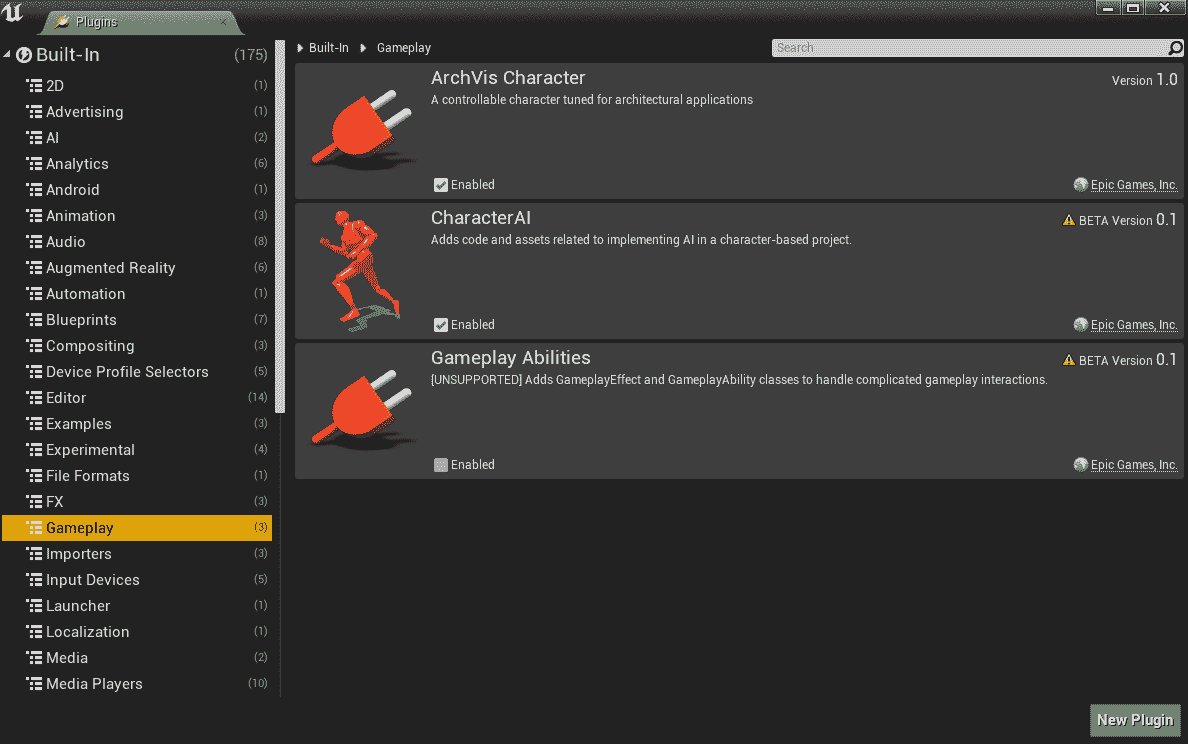 Plugins
Built-In (175)
2D (1)
Advertising (1)
AI (2)
Analytics (6)
Android (1)
Animation (3)
Audio (8)
Augmented Reality (6)
Automation (1)
Blueprints (7)
Compositing (3)
Device Profile Selectors (5)
Editor (14)
Examples (3)
Experimental (4)
File Formats (1)
FX (3)
Gameplay (3)
Importers (3)
Input Devices (5)
Launcher (1)
Localization (1)
Media (2)
Media Players (10)
Built-In Gameplay
Search
ArchVis Character
Version 1.0
A controllable character tuned for architectural applications
Enabled
Epic Games, Inc.
CharacterAI
BETA Version 0.1
Adds code and assets related to implementing AI in a character-based project.
Enabled
Epic Games, Inc.
Gameplay Abilities
BETA Version 0.1
[UNSUPPORTED] Adds GameplayEffect and GameplayAbility classes to handle complicated gameplay interactions.
Enabled
Epic Games, Inc.
New Plugin